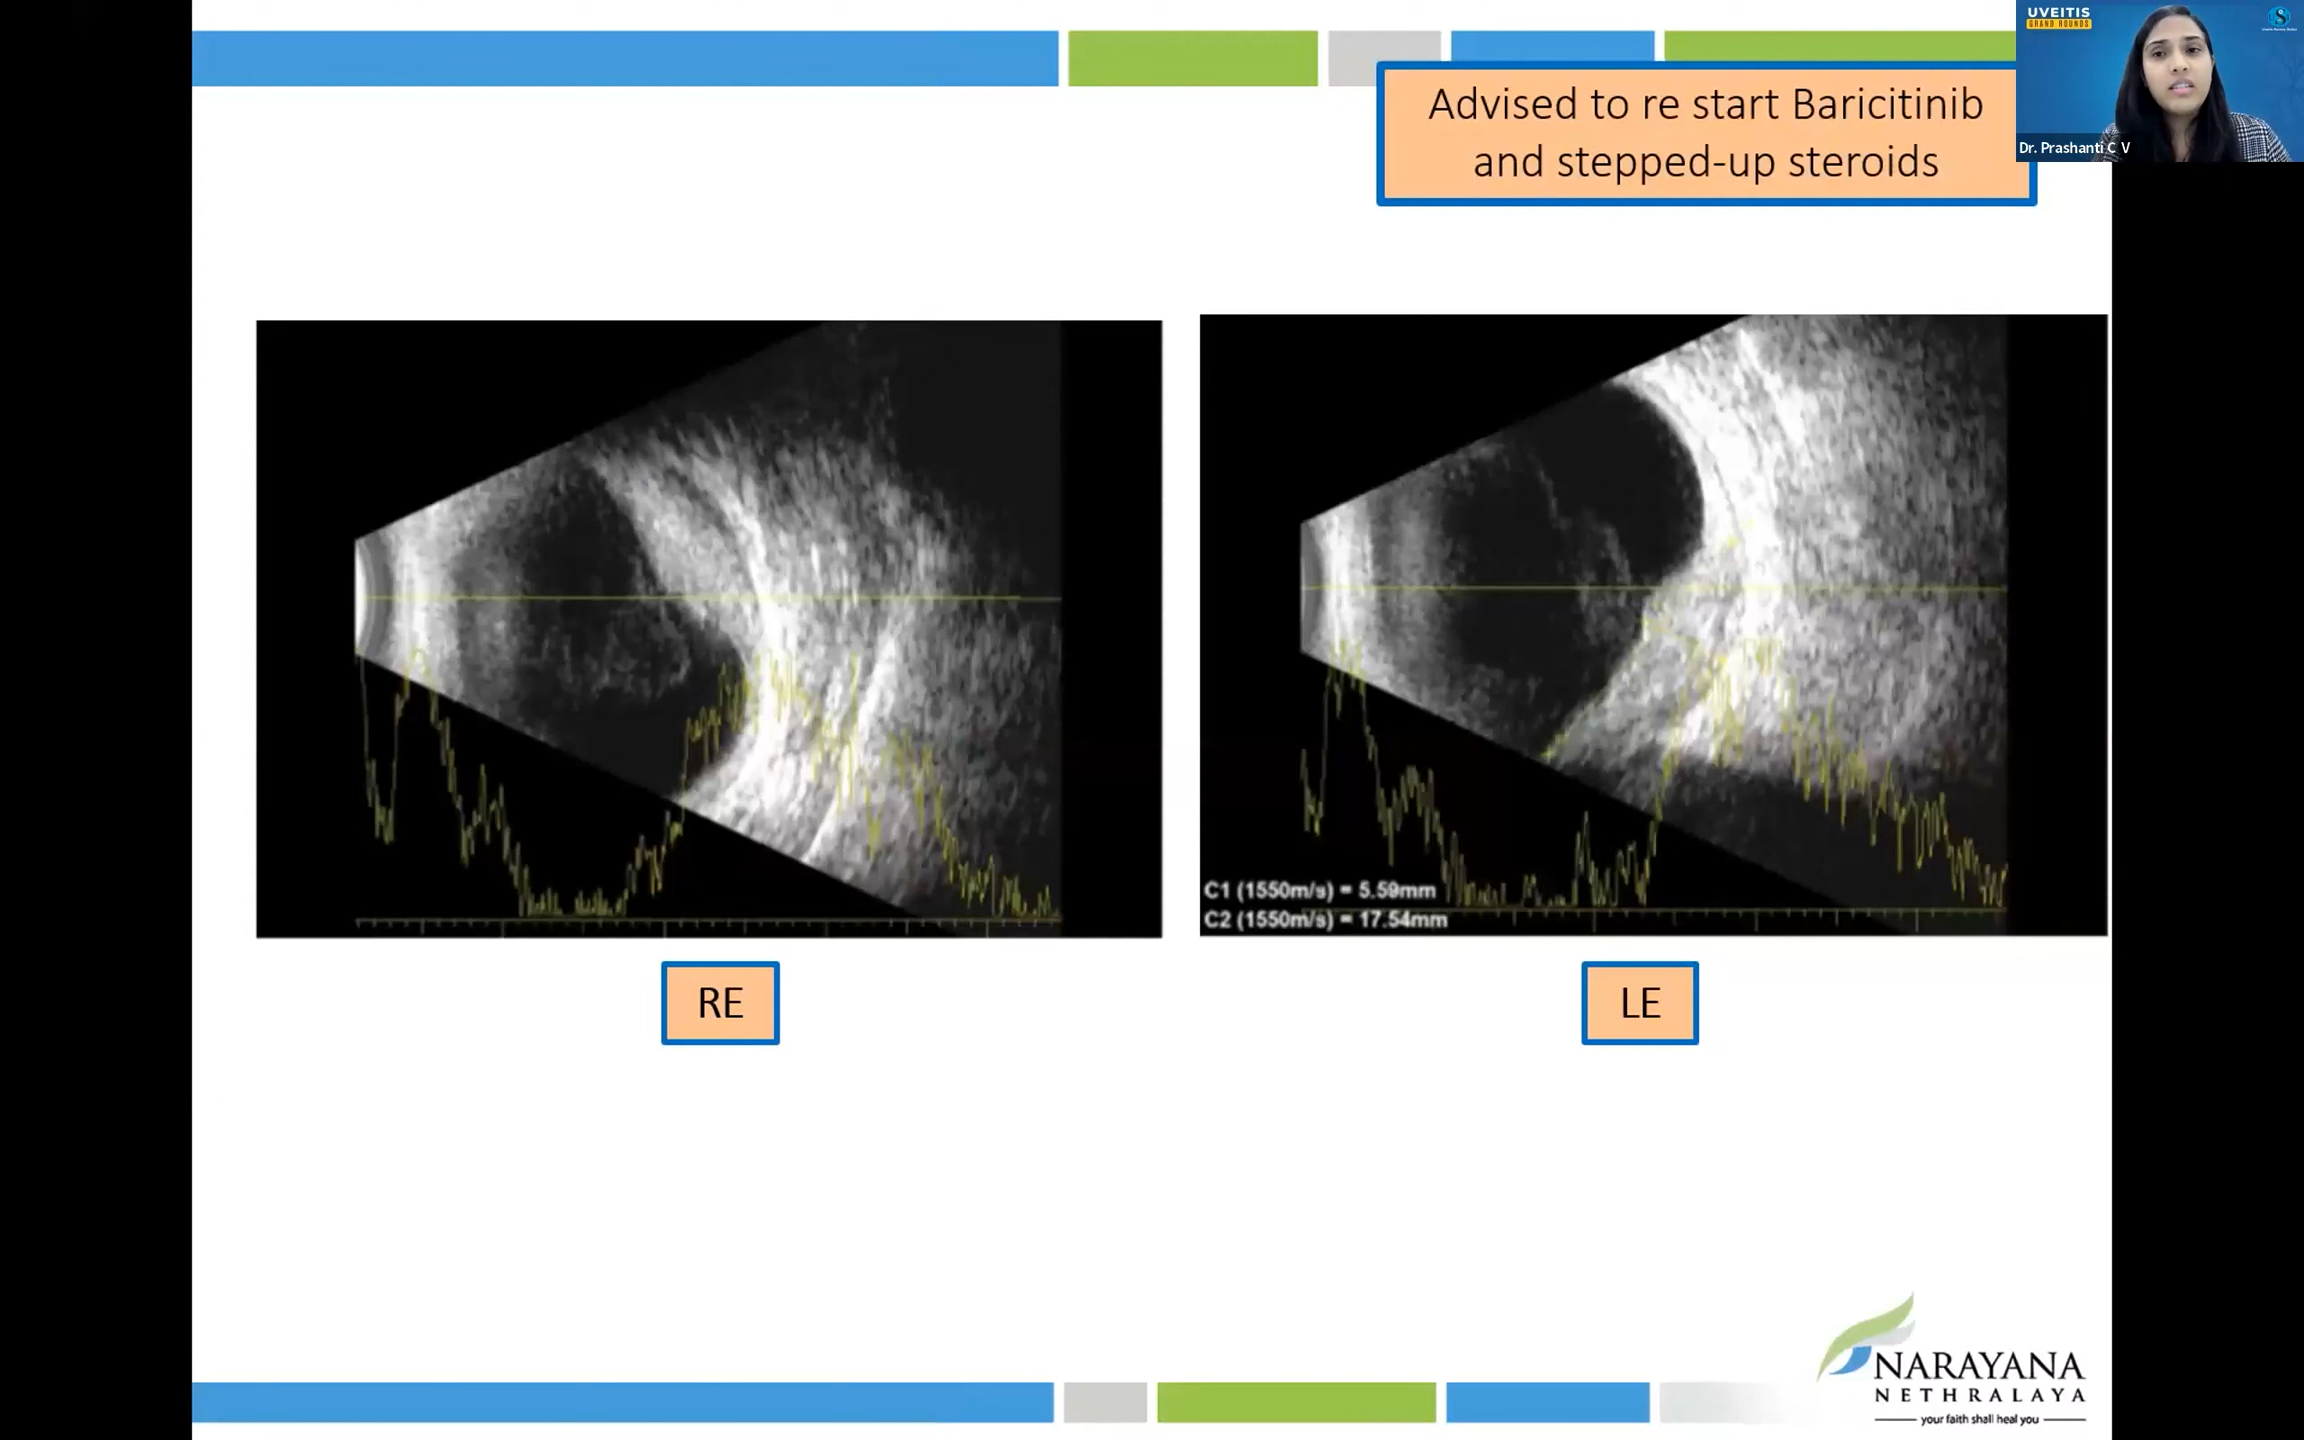 UVEITIS
GRAND ROUNDS
Dr. Prashanti C V
Advised to re start Baricitinib
and stepped-up steroids
C1 (1550m/s) = 5.59mm
C2 (1550m/s) = 17.54mm
RE
LE
NARAYANA
NETHRALAYA
your faith shall heal you